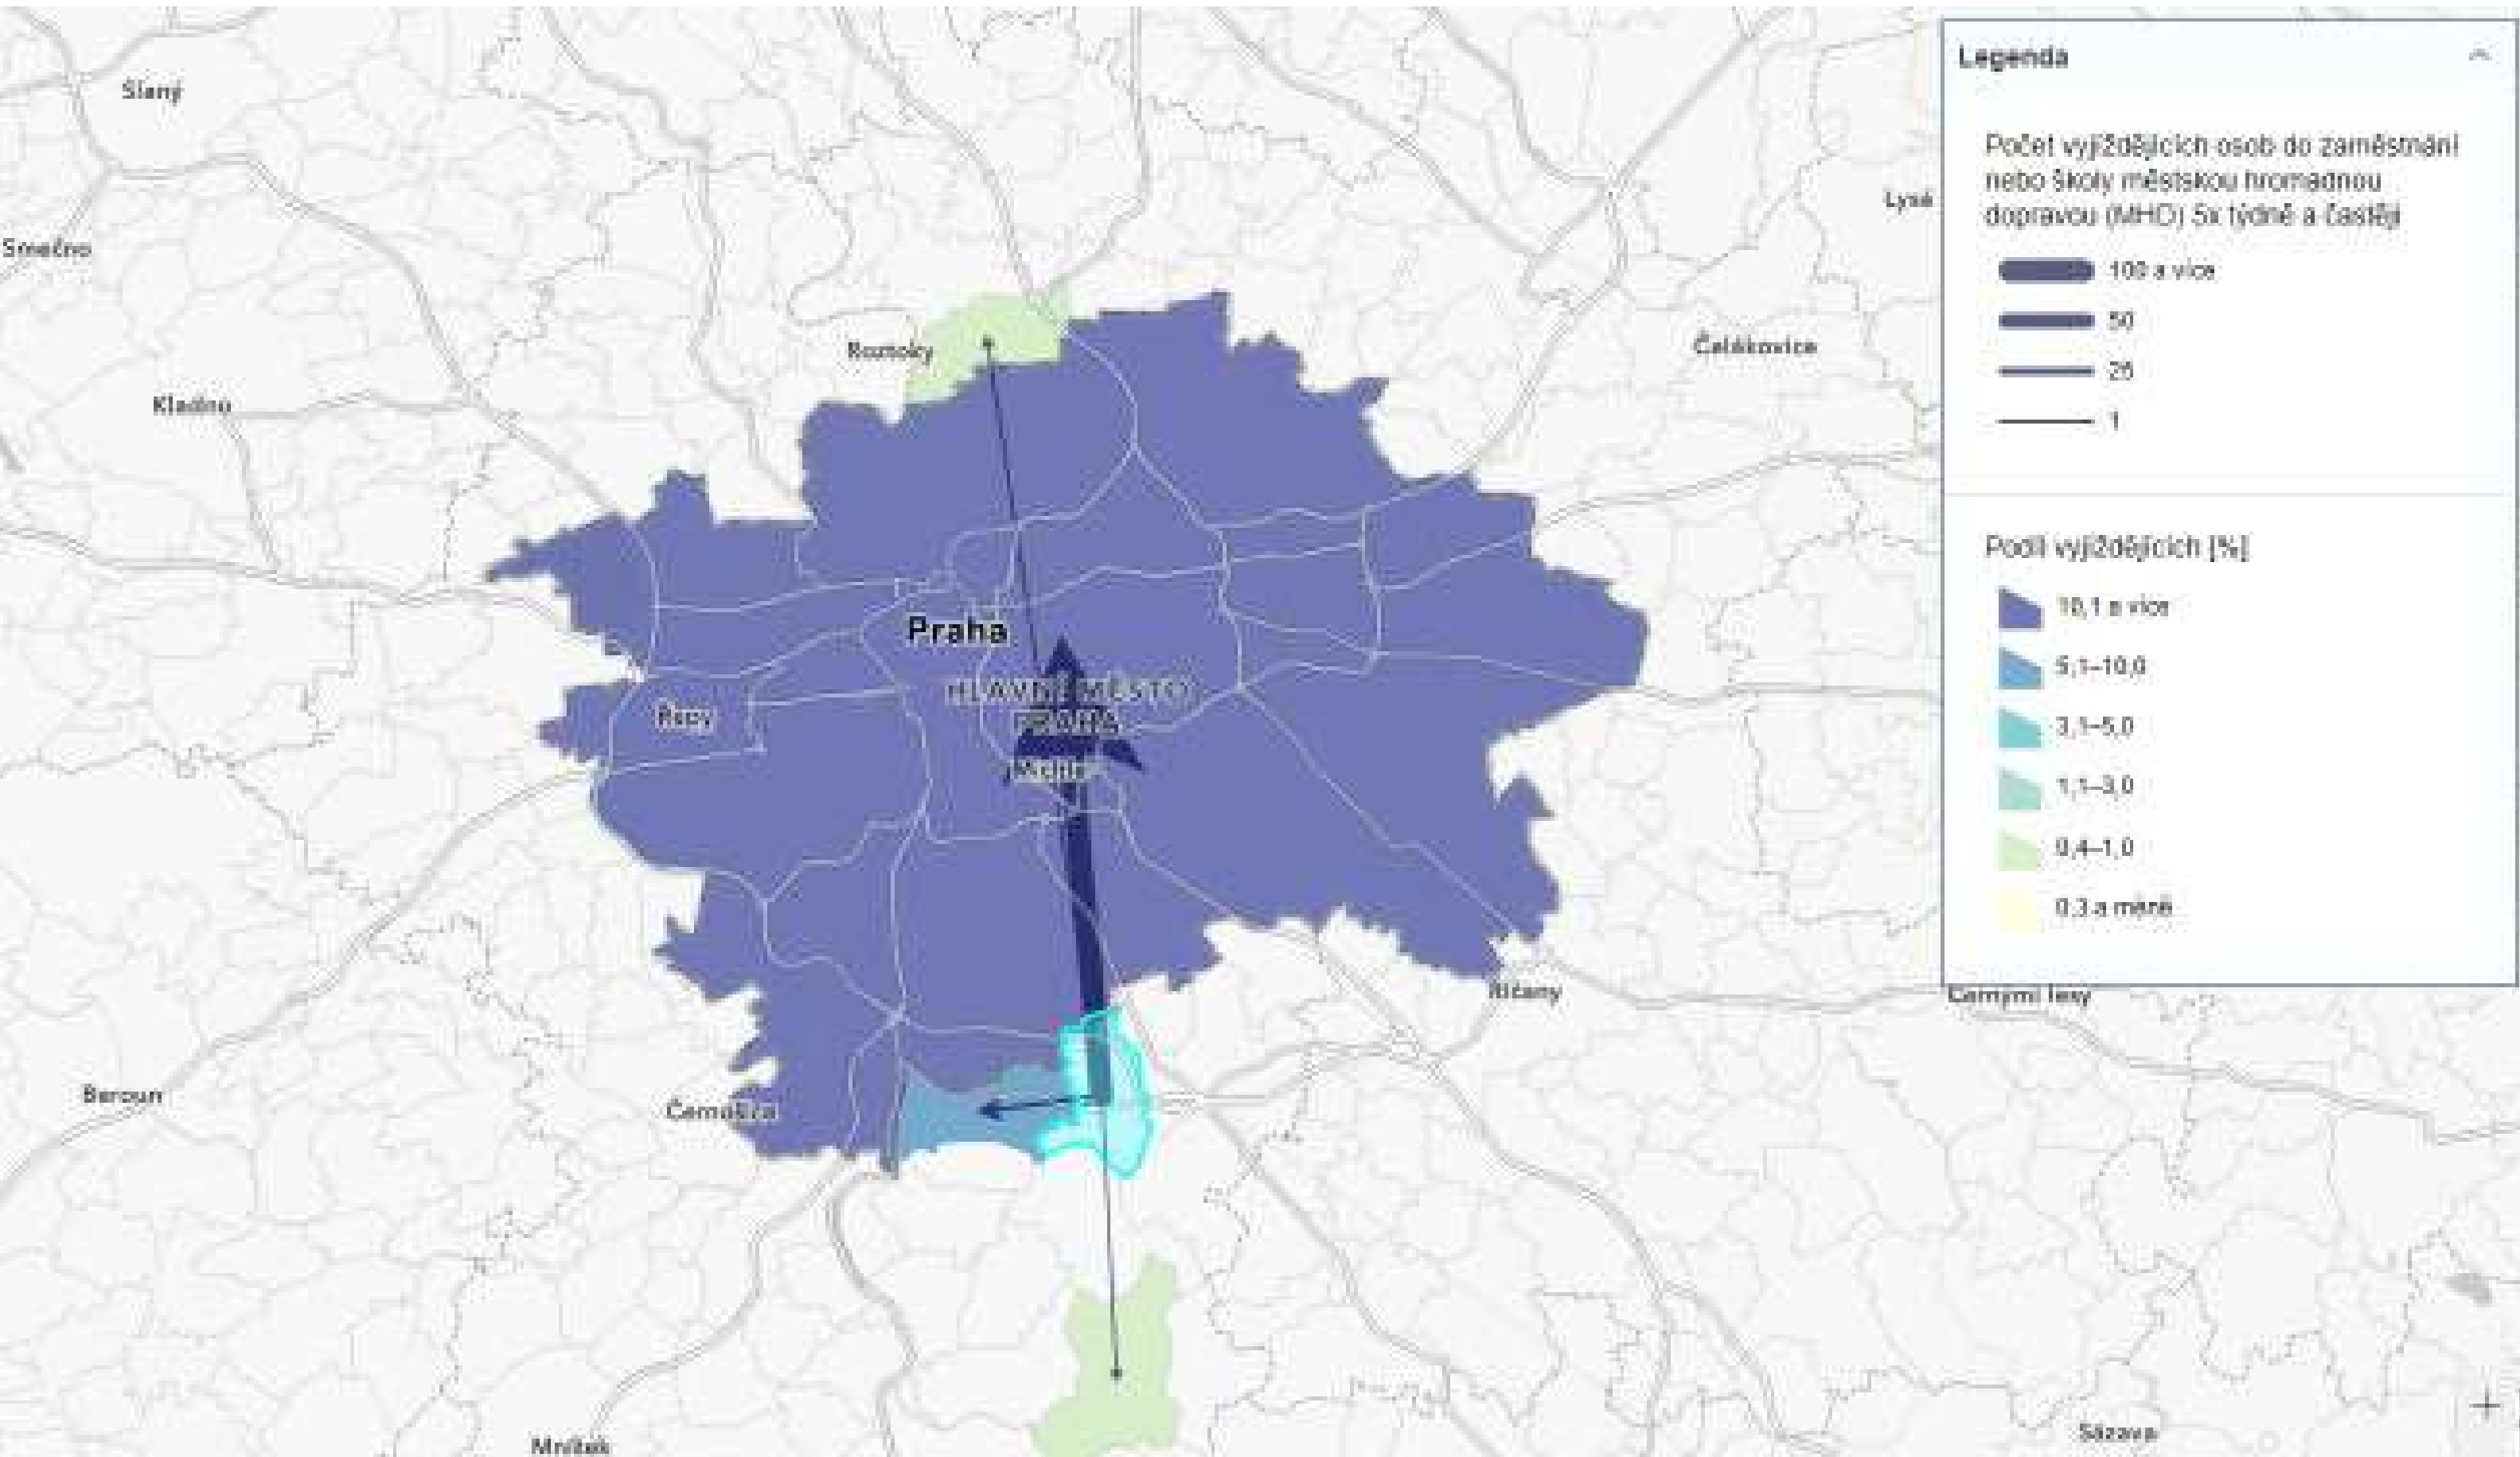 Slaný
Smečno
Kladno
Roztoky
Čelákovice
Lysá
Praha
HLAVNÍ MĚSTO
PRAHA
Řepy
Říčany
Černými lesy
Beroun
Černošice
Mníšek
Sázava
Legenda
Počet vyjíždějících osob do zaměstnání
nebo školy městskou hromadnou
dopravou (MHD) 5x týdně a častěji
100 a více
50
25
1
Podíl vyjíždějících [%]
10,1 a více
5,1–10,0
3,1–5,0
1,1–3,0
0,4–1,0
0,3 a méně